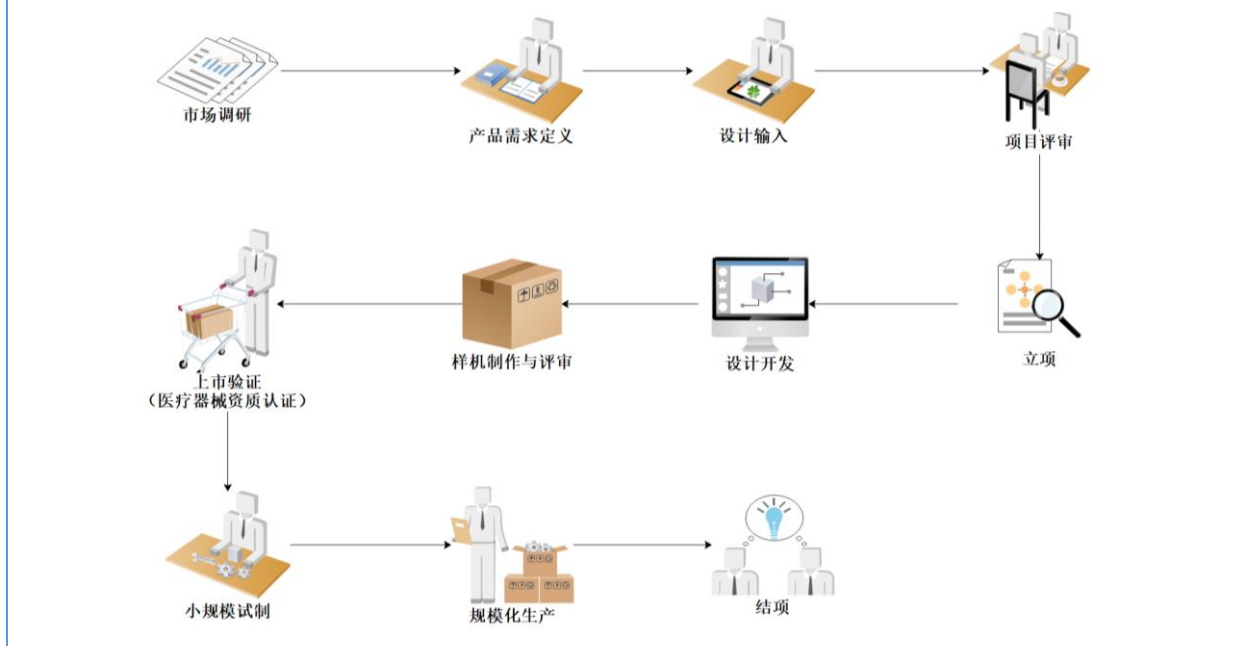 市场调研
产品需求定义
设计输入
项目评审
立项
设计开发
样机制作与评审
上市验证
（医疗器械资质认证）
小规模试制
规模化生产
结项